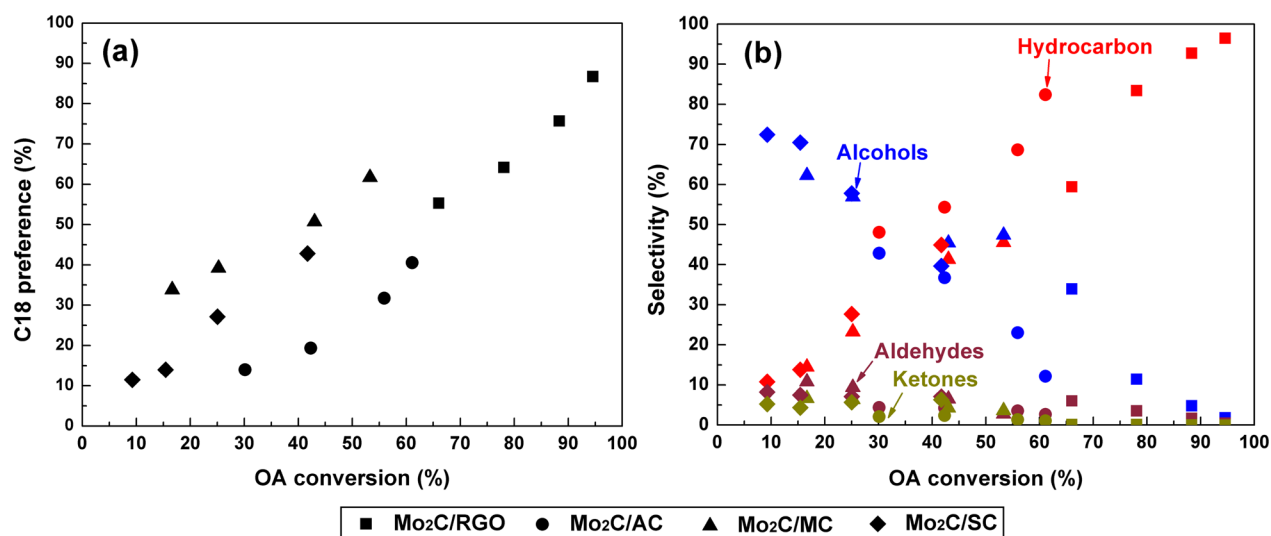 (a)
C18 preference (%)
100
90
80
70
60
50
40
30
20
10
0
0 10 20 30 40 50 60 70 80 90 100
OA conversion (%)
(b)
Selectivity (%)
100
90
80
70
60
50
40
30
20
10
0
Hydrocarbon
Alcohols
Aldehydes
Ketones
0 10 20 30 40 50 60 70 80 90 100
OA conversion (%)
Mo₂C/RGO Mo₂C/AC Mo₂C/MC Mo₂C/SC